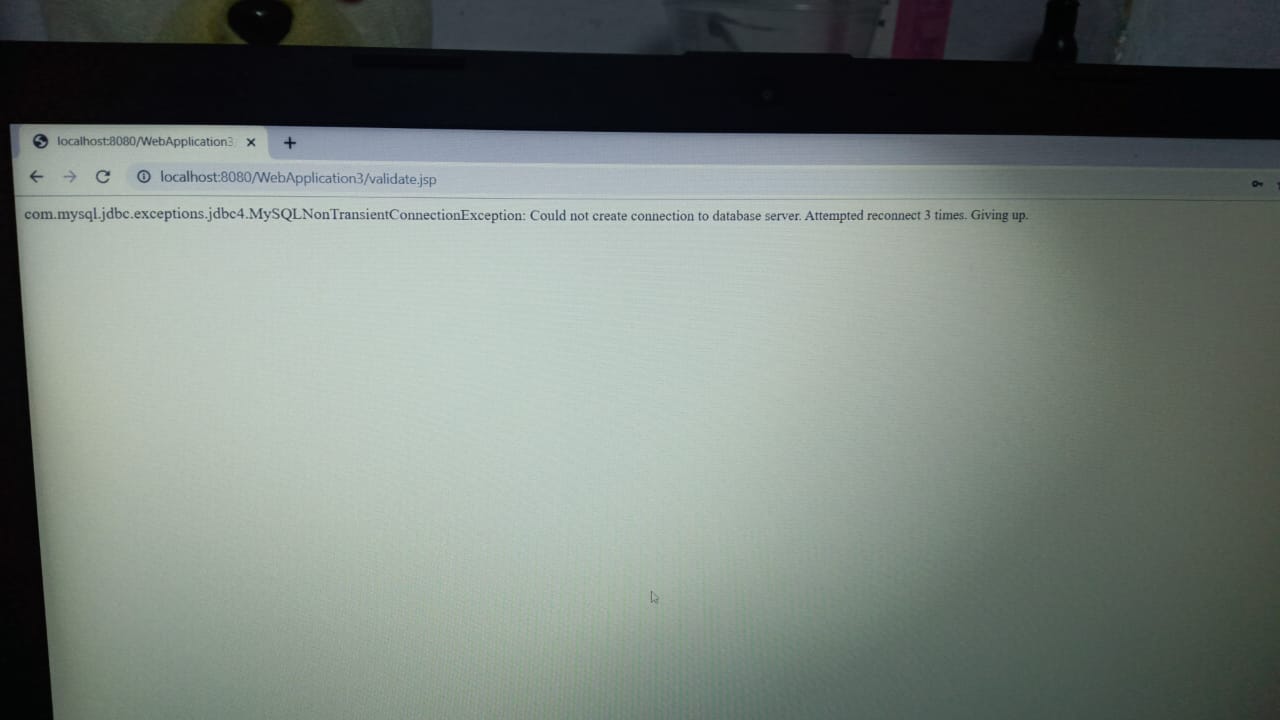 localhost:8080/WebApplication3
localhost:8080/WebApplication3/validate.jsp
com.mysql.jdbc.exceptions.jdbc4.MySQLNonTransientConnectionException: Could not create connection to database server. Attempted reconnect 3 times. Giving up.